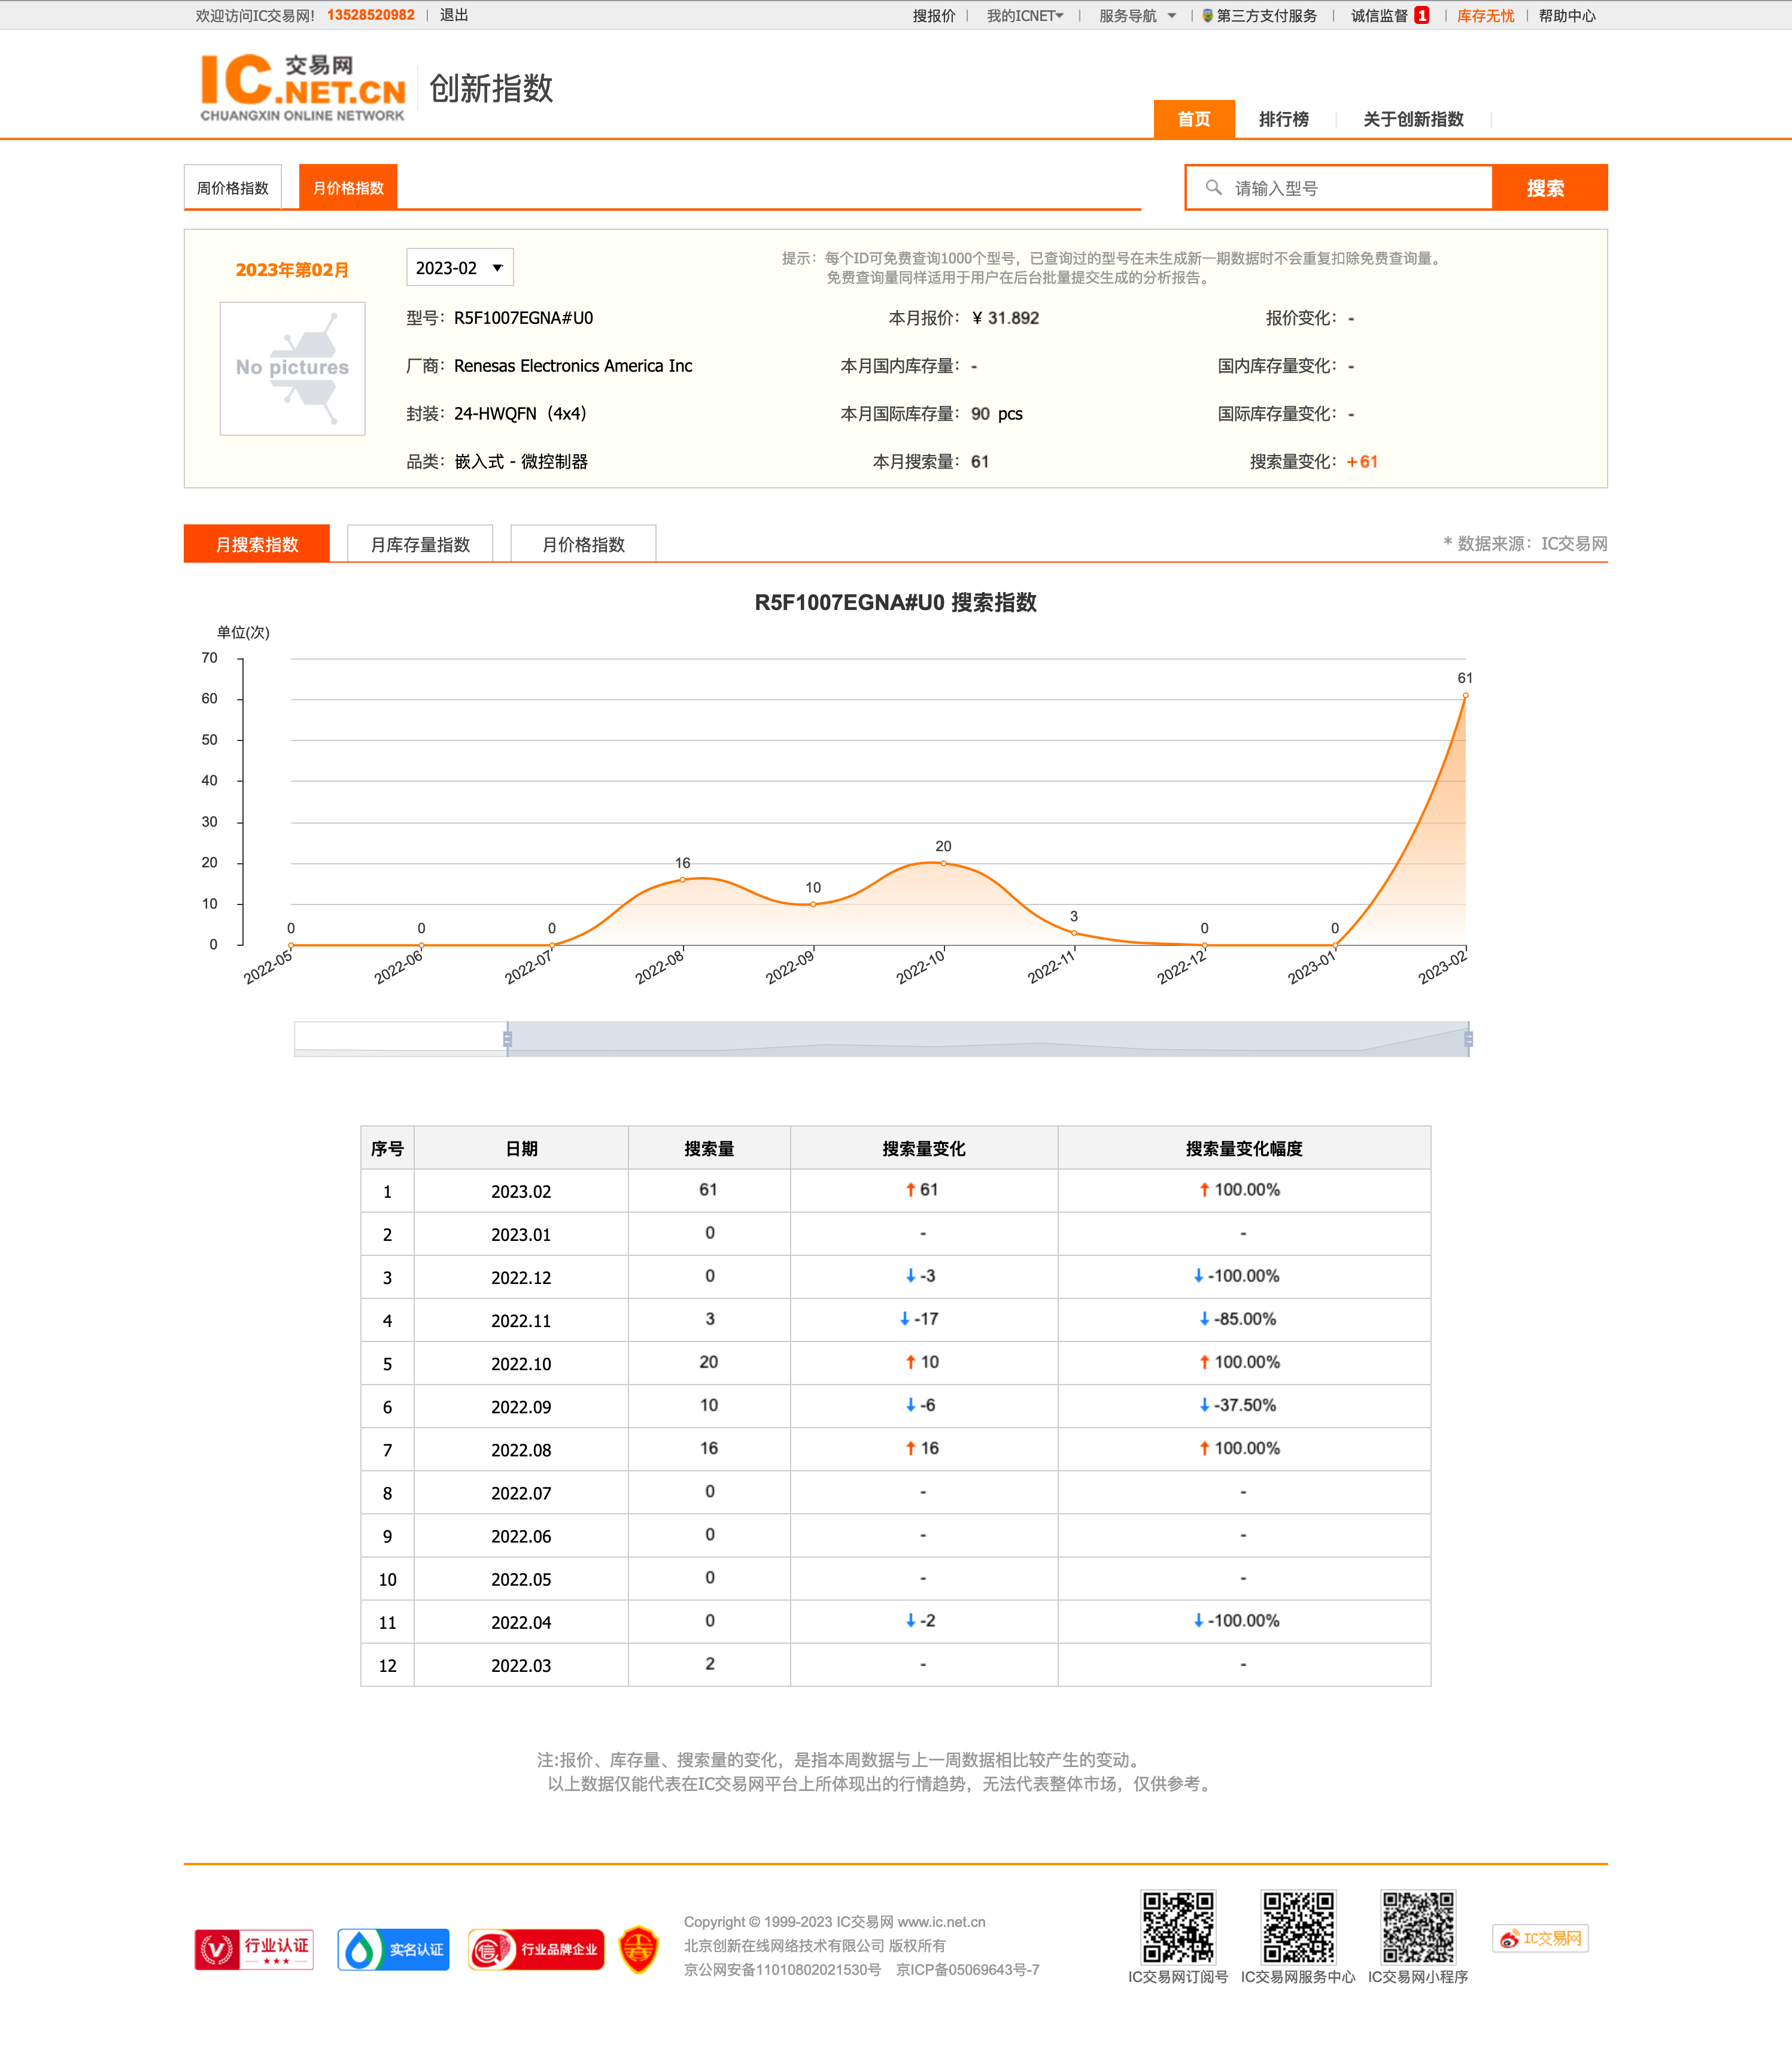 欢迎访问IC交易网! 13528520982 | 退出 搜报价 | 我的ICNET | 服务导航 | 第三方支付服务 | 诚信监督 1 | 库存无忧 | 帮助中心
IC 交易网 .NET.CN
CHUANGXIN ONLINE NETWORK
创新指数
首页 排行榜 关于创新指数
周价格指数 月价格指数 请输入型号 搜索
2023年第02月 2023-02
提示：每个ID可免费查询1000个型号，已查询过的型号在未生成新一期数据时不会重复扣除免费查询量。
免费查询量同样适用于用户在后台批量提交生成的分析报告。
No pictures
型号：R5F1007EGNA#U0 本月报价：¥ 31.892 报价变化：-
厂商：Renesas Electronics America Inc 本月国内库存量：- 国内库存量变化：-
封装：24-HWQFN（4x4） 本月国际库存量：90 pcs 国际库存量变化：-
品类：嵌入式 - 微控制器 本月搜索量：61 搜索量变化：+61
月搜索指数 月库存量指数 月价格指数 * 数据来源：IC交易网
R5F1007EGNA#U0 搜索指数
单位(次)
70
60
50
40
30
20
10
0
0 0 0 16 10 20 3 0 0 61
2022-05 2022-06 2022-07 2022-08 2022-09 2022-10 2022-11 2022-12 2023-01 2023-02
序号 日期 搜索量 搜索量变化 搜索量变化幅度
1 2023.02 61 ↑ 61 ↑ 100.00%
2 2023.01 0 - -
3 2022.12 0 ↓ -3 ↓ -100.00%
4 2022.11 3 ↓ -17 ↓ -85.00%
5 2022.10 20 ↑ 10 ↑ 100.00%
6 2022.09 10 ↓ -6 ↓ -37.50%
7 2022.08 16 ↑ 16 ↑ 100.00%
8 2022.07 0 - -
9 2022.06 0 - -
10 2022.05 0 - -
11 2022.04 0 ↓ -2 ↓ -100.00%
12 2022.03 2 - -
注:报价、库存量、搜索量的变化，是指本周数据与上一周数据相比较产生的变动。
以上数据仅能代表在IC交易网平台上所体现出的行情趋势，无法代表整体市场，仅供参考。
行业认证 实名认证 信 行业品牌企业
Copyright © 1999-2023 IC交易网 www.ic.net.cn
北京创新在线网络技术有限公司 版权所有
京公网安备11010802021530号 京ICP备05069643号-7
IC交易网订阅号 IC交易网服务中心 IC交易网小程序
IC交易网